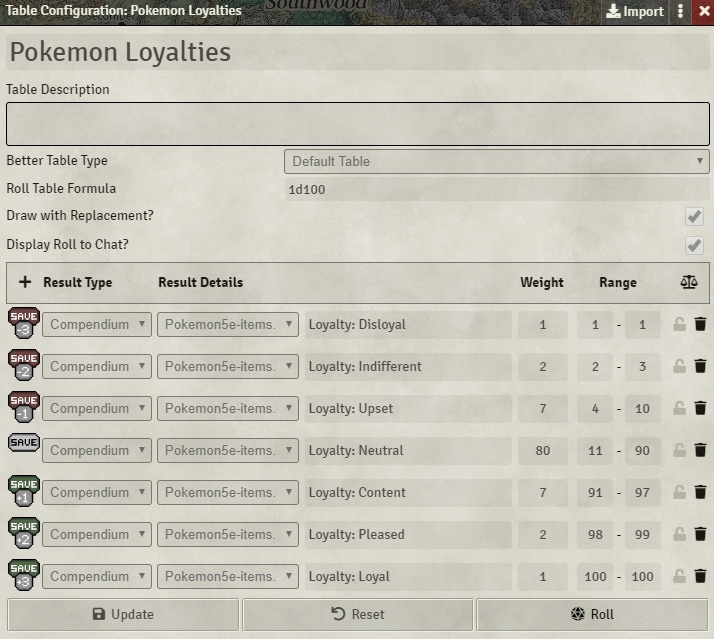 Southwood
Table Configuration: Pokemon Loyalties Import
Pokemon Loyalties
Table Description
Better Table Type Default Table
Roll Table Formula 1d100
Draw with Replacement?
Display Roll to Chat?
+ Result Type Result Details Weight Range
SAVE -3 Compendium Pokemon5e-items. Loyalty: Disloyal 1 1 - 1
SAVE -2 Compendium Pokemon5e-items. Loyalty: Indifferent 2 2 - 3
SAVE -1 Compendium Pokemon5e-items. Loyalty: Upset 7 4 - 10
SAVE Compendium Pokemon5e-items. Loyalty: Neutral 80 11 - 90
SAVE +1 Compendium Pokemon5e-items. Loyalty: Content 7 91 - 97
SAVE +2 Compendium Pokemon5e-items. Loyalty: Pleased 2 98 - 99
SAVE +3 Compendium Pokemon5e-items. Loyalty: Loyal 1 100 - 100
Update Reset Roll